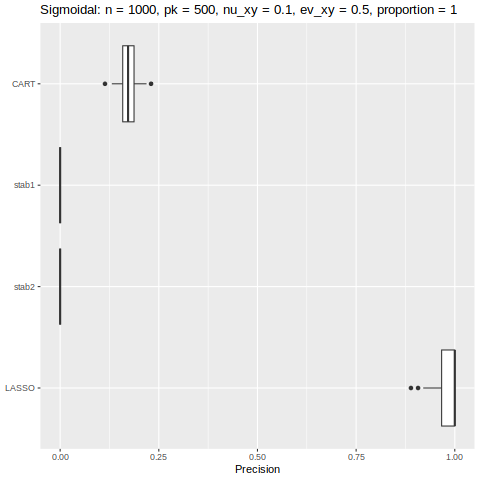 Sigmoidal: n = 1000, pk = 500, nu_xy = 0.1, ev_xy = 0.5, proportion = 1
CART
stab1
stab2
LASSO
0.00 0.25 0.50 0.75 1.00
Precision